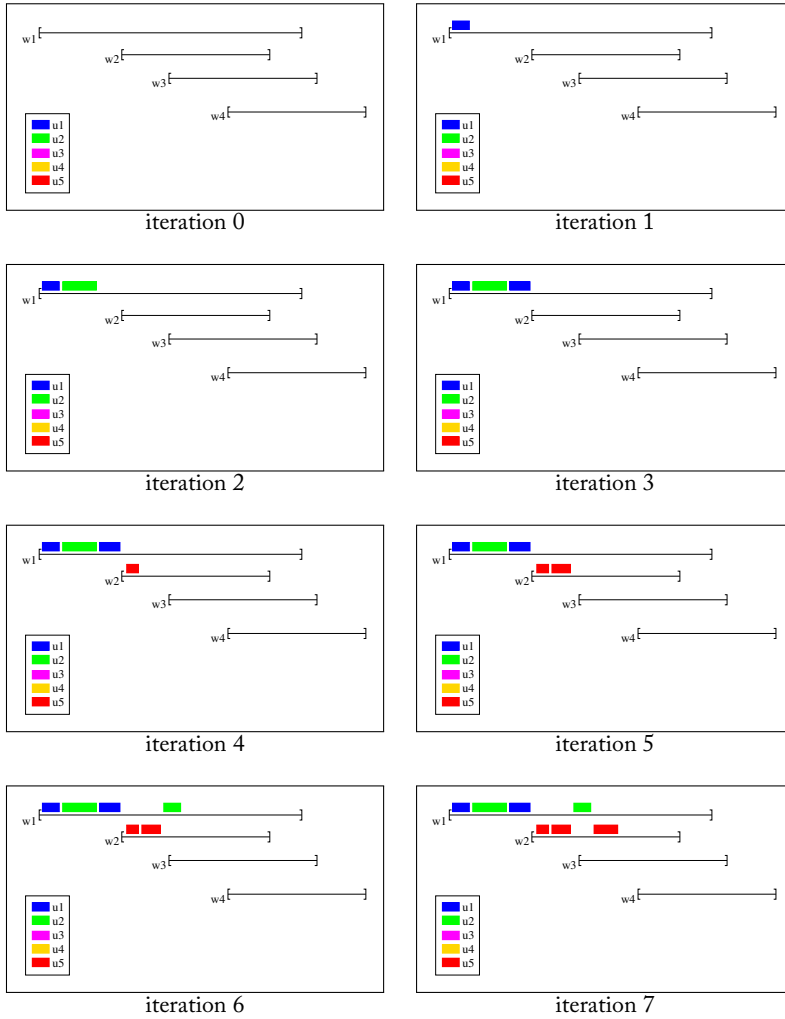 w1
w2
w3
w4
u1
u2
u3
u4
u5
iteration 0
w1
w2
w3
w4
u1
u2
u3
u4
u5
iteration 1
w1
w2
w3
w4
u1
u2
u3
u4
u5
iteration 2
w1
w2
w3
w4
u1
u2
u3
u4
u5
iteration 3
w1
w2
w3
w4
u1
u2
u3
u4
u5
iteration 4
w1
w2
w3
w4
u1
u2
u3
u4
u5
iteration 5
w1
w2
w3
w4
u1
u2
u3
u4
u5
iteration 6
w1
w2
w3
w4
u1
u2
u3
u4
u5
iteration 7